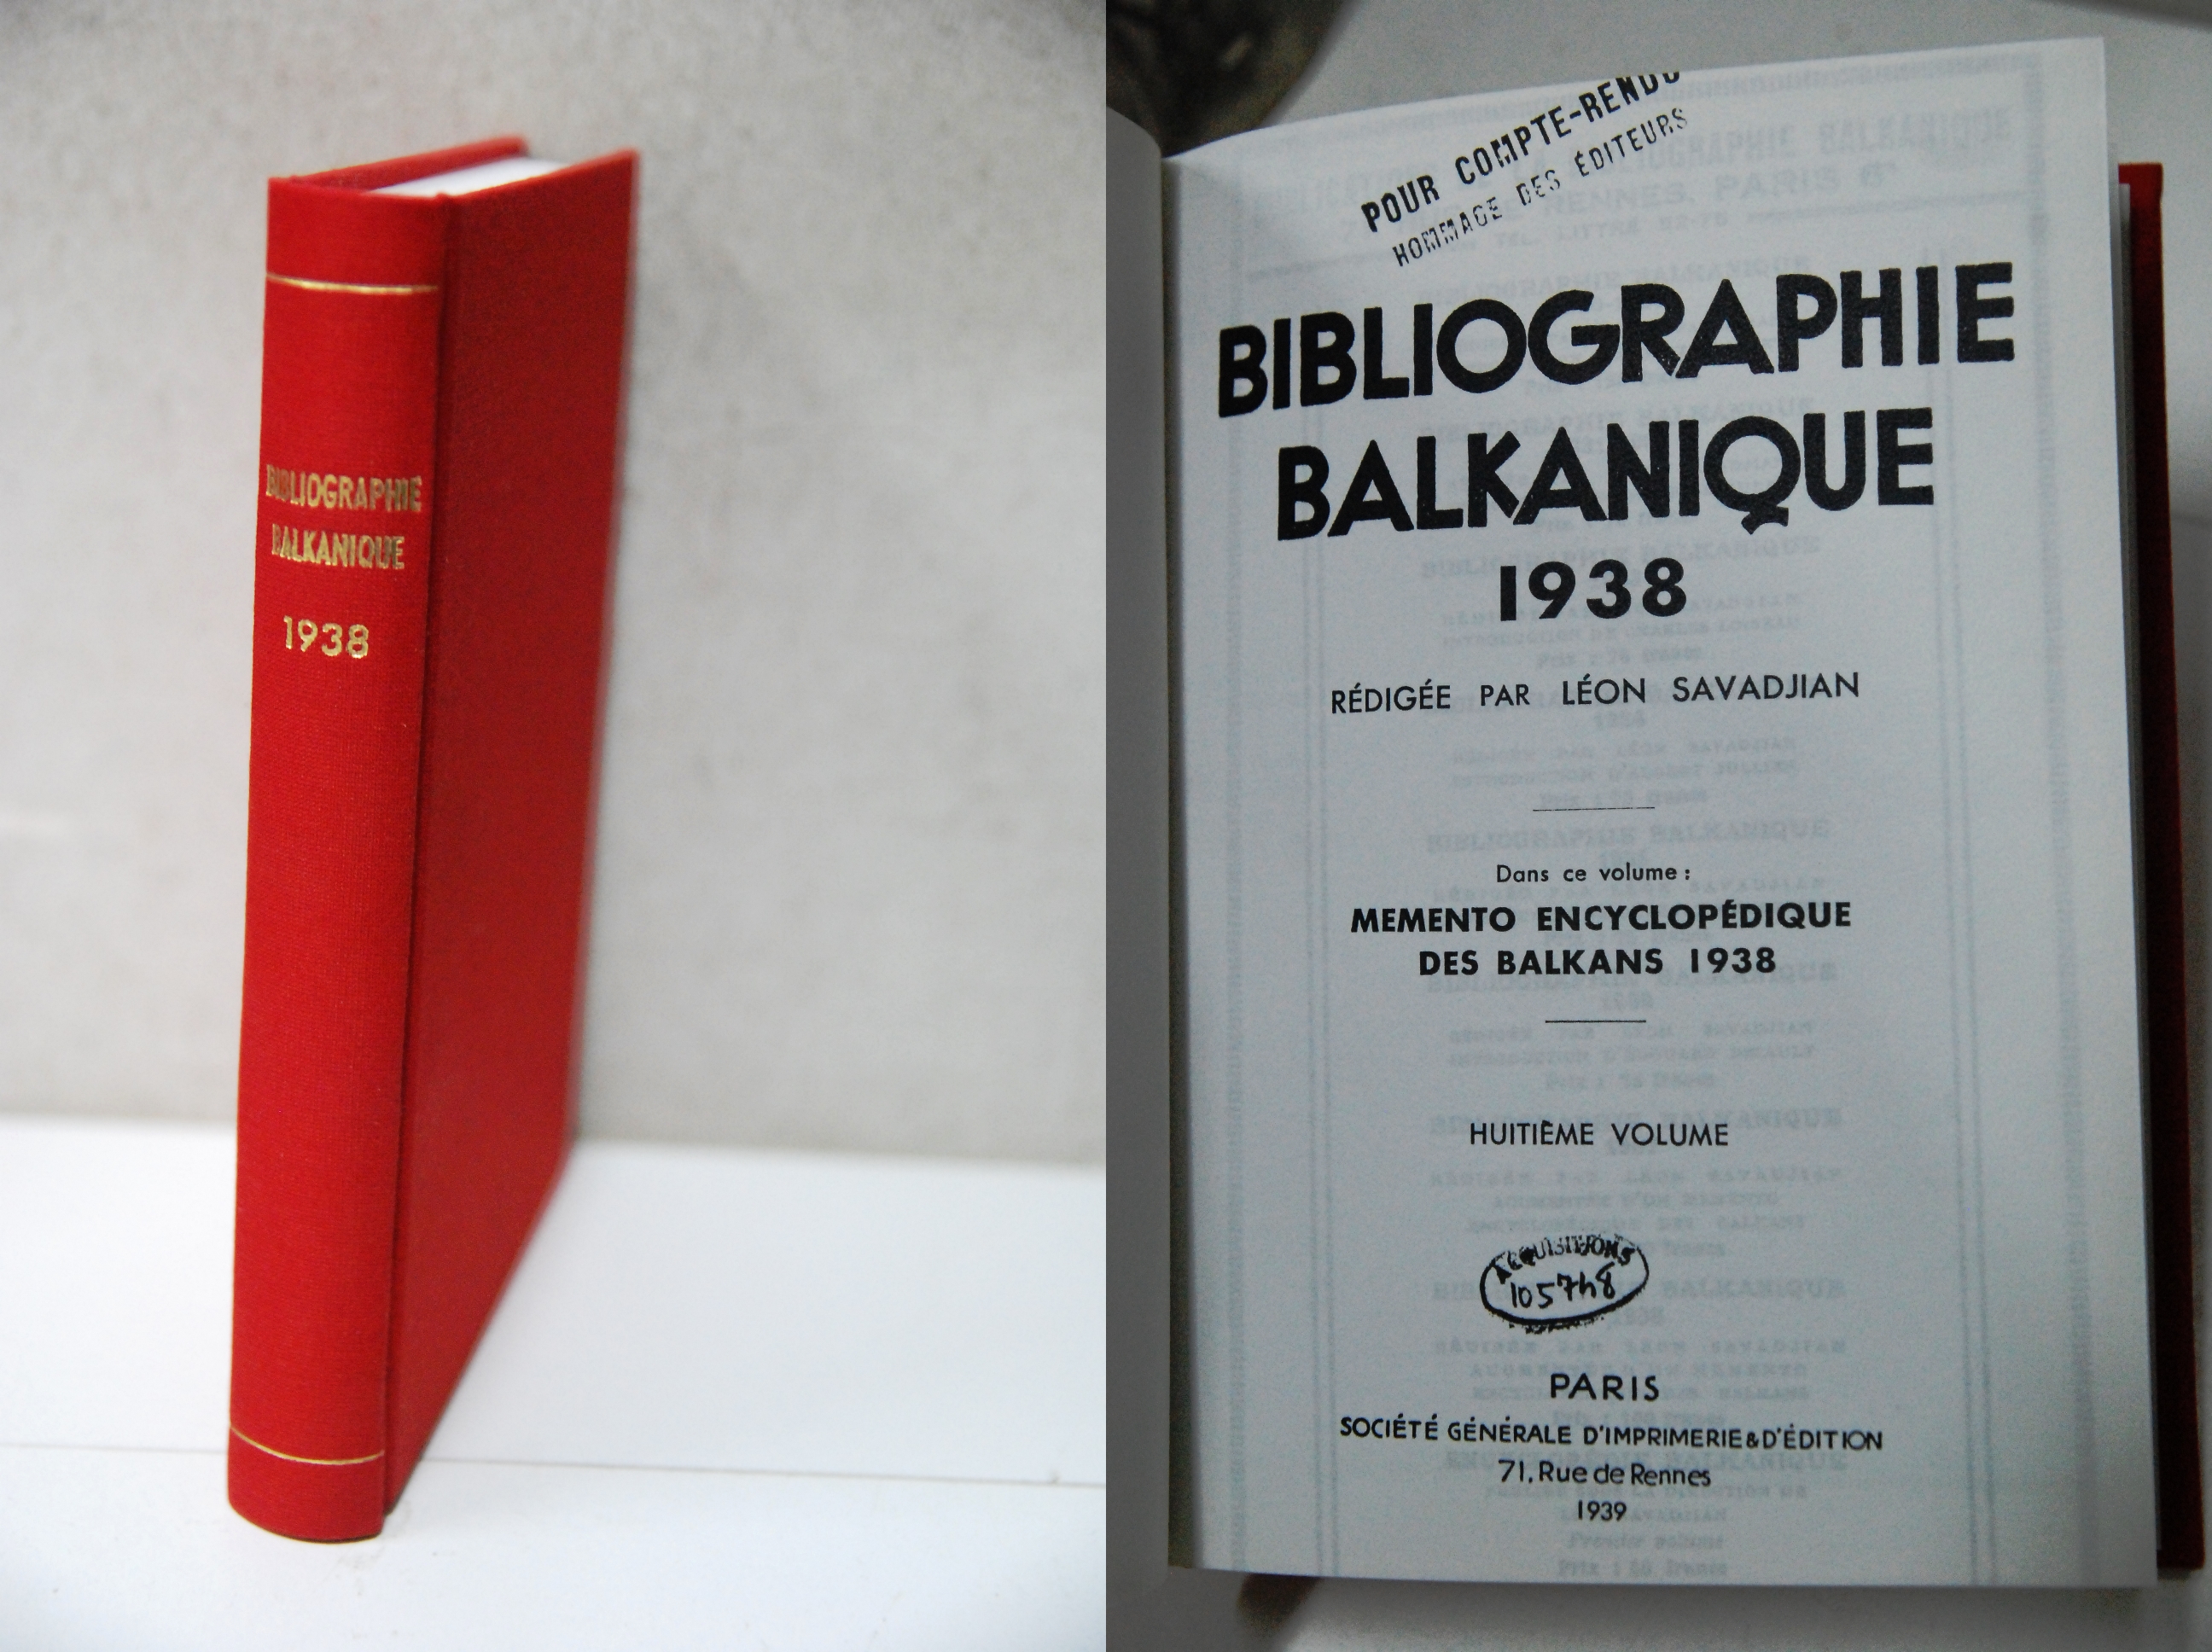 BIBLIOGRAPHIE
BALKANIQUE
1938
POUR COMPTE-RENDU
HOMMAGE DES ÉDITEURS
BIBLIOGRAPHIE
BALKANIQUE
1938
RÉDIGÉE PAR LÉON SAVADJIAN
Dans ce volume :
MEMENTO ENCYCLOPÉDIQUE
DES BALKANS 1938
HUITIÈME VOLUME
ACQUISITIONS
105748
PARIS
SOCIÉTÉ GÉNÉRALE D'IMPRIMERIE & D'ÉDITION
71, Rue de Rennes
1939